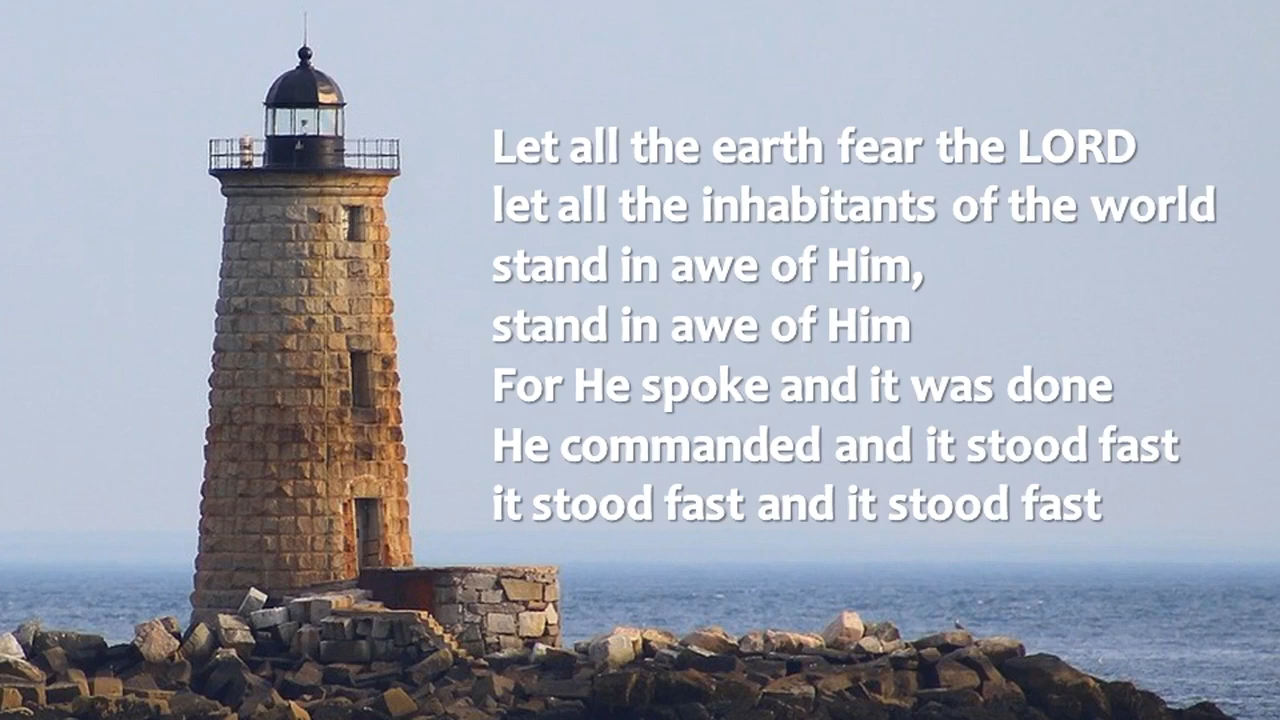 Let all the earth fear the LORD
let all the inhabitants of the world
stand in awe of Him,
stand in awe of Him
For He spoke and it was done
He commanded and it stood fast
it stood fast and it stood fast